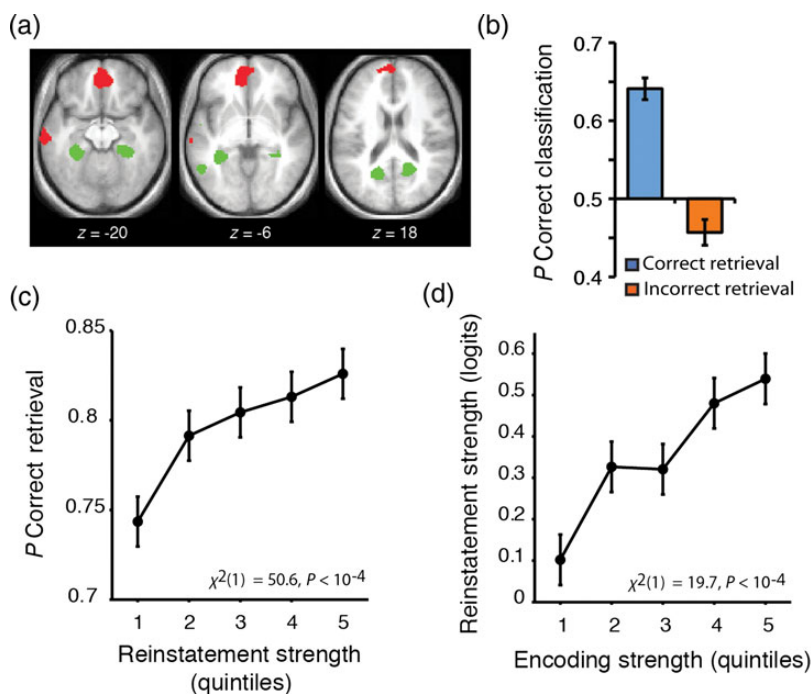 (a)
z = -20
z = -6
z = 18
(b)
P Correct classification
0.7
0.6
0.5
0.4
Correct retrieval
Incorrect retrieval
(c)
P Correct retrieval
0.85
0.8
0.75
0.7
χ²(1) = 50.6, P < 10⁻⁴
1 2 3 4 5
Reinstatement strength
(quintiles)
(d)
Reinstatement strength (logits)
0.6
0.5
0.4
0.3
0.2
0.1
0
χ²(1) = 19.7, P < 10⁻⁴
1 2 3 4 5
Encoding strength (quintiles)